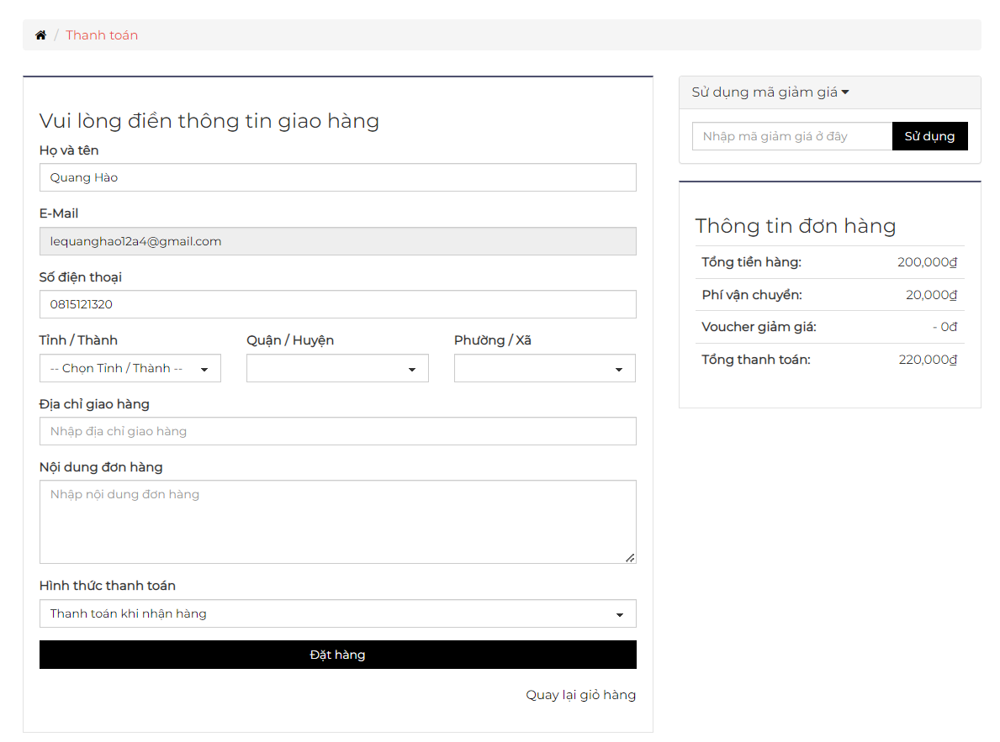 / Thanh toán
Vui lòng điền thông tin giao hàng
Họ và tên
Quang Hào
E-Mail
lequanghao12a4@gmail.com
Số điện thoại
0815121320
Tỉnh / Thành
Quận / Huyện
Phường / Xã
-- Chọn Tỉnh / Thành --
Địa chỉ giao hàng
Nhập địa chỉ giao hàng
Nội dung đơn hàng
Nhập nội dung đơn hàng
Hình thức thanh toán
Thanh toán khi nhận hàng
Đặt hàng
Quay lại giỏ hàng
Sử dụng mã giảm giá
Nhập mã giảm giá ở đây
Sử dụng
Thông tin đơn hàng
Tổng tiền hàng: 200,000₫
Phí vận chuyển: 20,000₫
Voucher giảm giá: - 0đ
Tổng thanh toán: 220,000₫